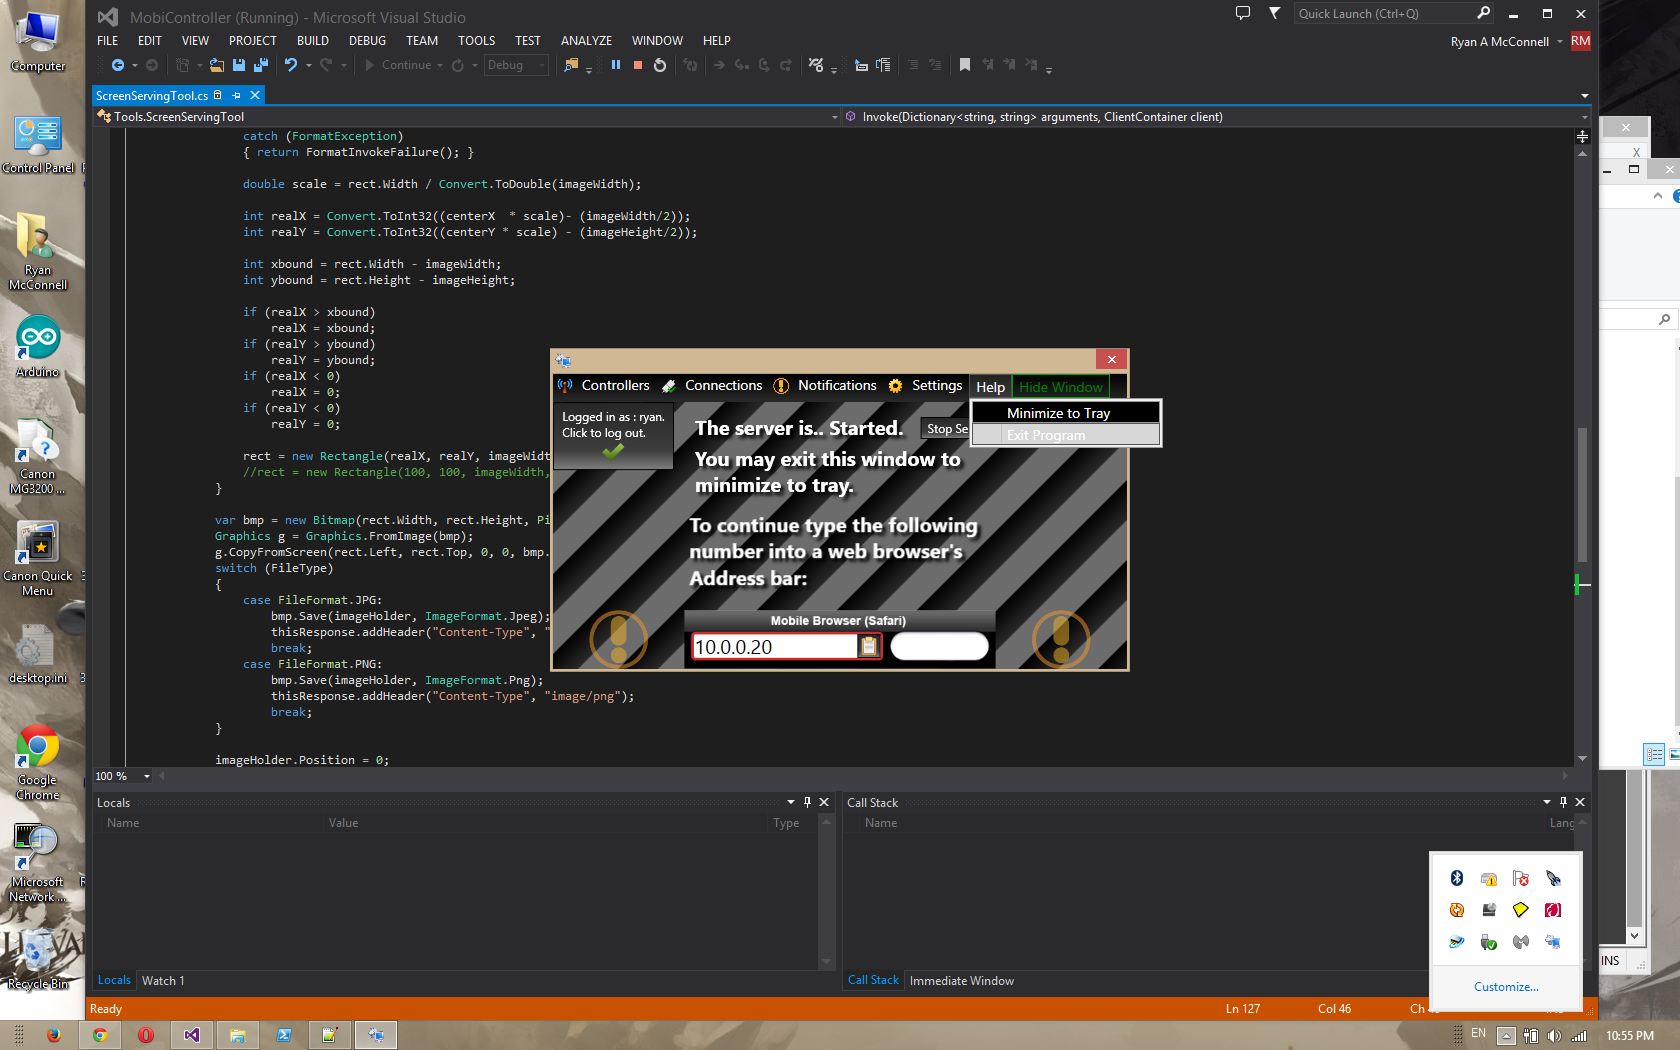 MobiController (Running) - Microsoft Visual Studio
Quick Launch (Ctrl+Q)
FILE EDIT VIEW PROJECT BUILD DEBUG TEAM TOOLS TEST ANALYZE WINDOW HELP
Ryan A McConnell RM
Continue Debug
ScreenServingTool.cs
Tools.ScreenServingTool
Invoke(Dictionary<string, string> arguments, ClientContainer client)
catch (FormatException)
{ return FormatInvokeFailure(); }
double scale = rect.Width / Convert.ToDouble(imageWidth);
int realX = Convert.ToInt32((centerX  * scale)- (imageWidth/2));
int realY = Convert.ToInt32((centerY * scale) - (imageHeight/2));
int xbound = rect.Width - imageWidth;
int ybound = rect.Height - imageHeight;
if (realX > xbound)
realX = xbound;
if (realY > ybound)
realY = ybound;
if (realX < 0)
realX = 0;
if (realY < 0)
realY = 0;
rect = new Rectangle(realX, realY, imageWidt
//rect = new Rectangle(100, 100, imageWidth,
}
var bmp = new Bitmap(rect.Width, rect.Height, Pi
Graphics g = Graphics.FromImage(bmp);
g.CopyFromScreen(rect.Left, rect.Top, 0, 0, bmp.
switch (FileType)
{
case FileFormat.JPG:
bmp.Save(imageHolder, ImageFormat.Jpeg);
thisResponse.addHeader("Content-Type", "
break;
case FileFormat.PNG:
bmp.Save(imageHolder, ImageFormat.Png);
thisResponse.addHeader("Content-Type", "image/png");
break;
}
imageHolder.Position = 0;
100 %
Controllers Connections Notifications Settings Help Hide Window
Minimize to Tray
Exit Program
Logged in as : ryan.
Click to log out.
The server is.. Started.
Stop Se
You may exit this window to
minimize to tray.
To continue type the following
number into a web browser's
Address bar:
Mobile Browser (Safari)
10.0.0.20
Locals
Name Value Type
Call Stack
Name Lang
Locals Watch 1
Call Stack Immediate Window
Customize...
INS
Ready
Ln 127 Col 46 Ch
EN
10:55 PM
Computer
Control Panel
Ryan
McConnell
Arduino
Canon
MG3200 ...
Canon Quick
Menu
desktop.ini
Google
Chrome
Microsoft
Network ...
Recycle Bin